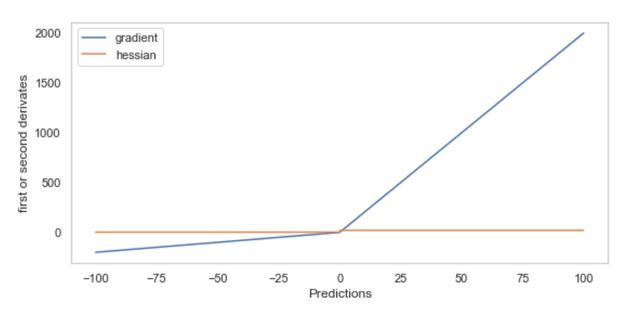 gradient
hessian
2000
1500
1000
500
0
first or second derivates
−100 −75 −50 −25 0 25 50 75 100
Predictions